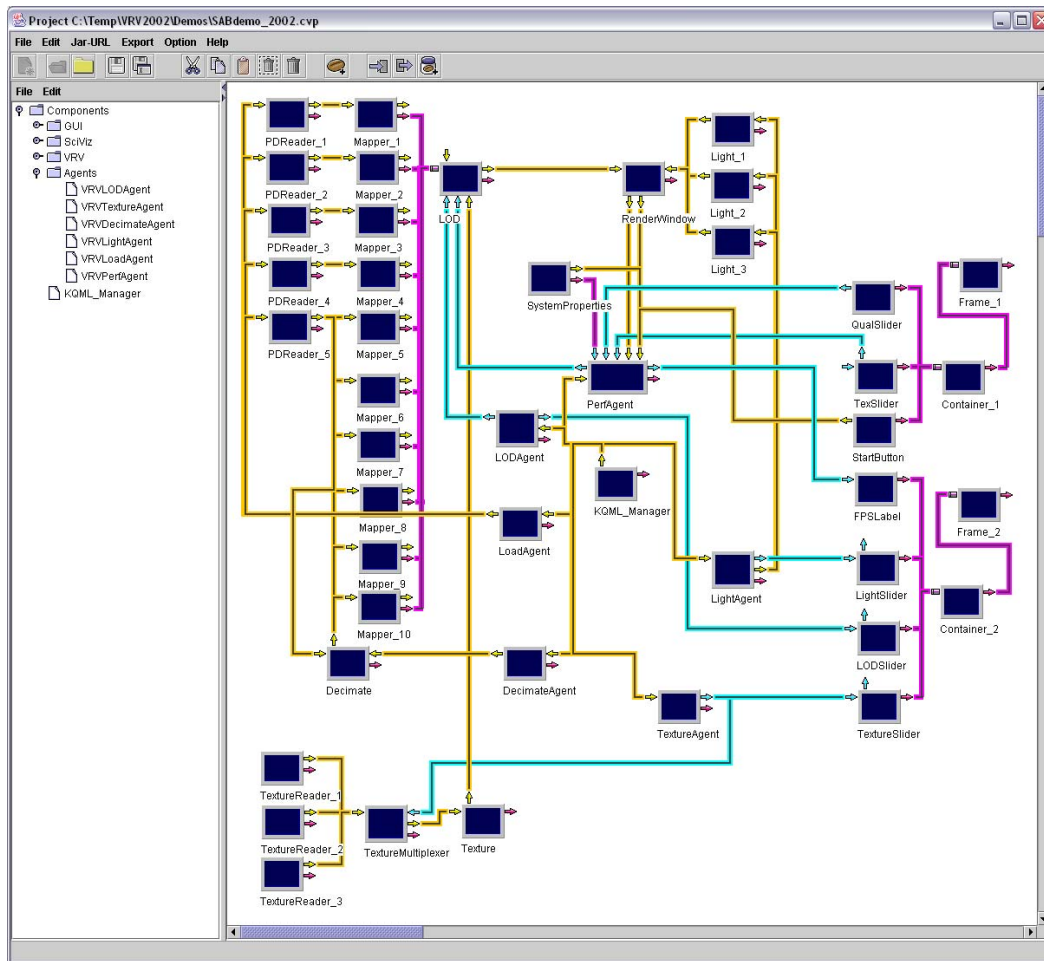 Project C:\Temp\VRV2002\Demos\SABdemo_2002.cvp
File Edit Jar-URL Export Option Help
File Edit
Components
GUI
SciViz
VRV
Agents
VRVLODAgent
VRVTextureAgent
VRVDecimateAgent
VRVLightAgent
VRVLoadAgent
VRVPerfAgent
KQML_Manager
PDReader_1 Mapper_1 Light_1
PDReader_2 Mapper_2 LOD RenderWindow Light_2
PDReader_3 Mapper_3 Light_3
PDReader_4 Mapper_4 SystemProperties QualSlider Frame_1
PDReader_5 Mapper_5
Mapper_6 PerfAgent TexSlider Container_1
Mapper_7 LODAgent StartButton
Mapper_8 KQML_Manager FPSLabel Frame_2
Mapper_9 LoadAgent
Mapper_10 LightAgent LightSlider Container_2
Decimate DecimateAgent LODSlider
TextureAgent TextureSlider
TextureReader_1
TextureReader_2 TextureMultiplexer Texture
TextureReader_3